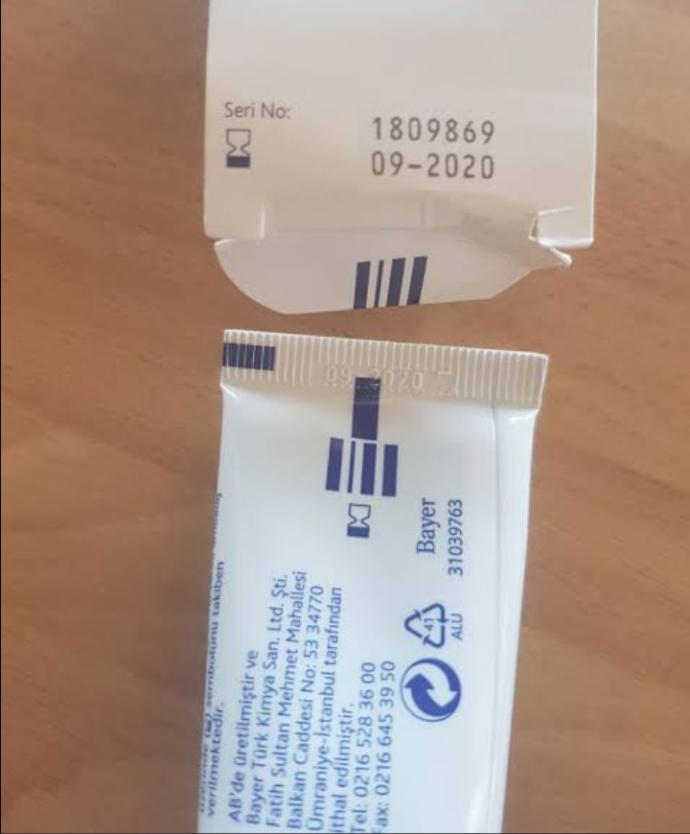 Seri No:
1809869
09-2020
09 2020
Bayer
31039763
41
ALU
sembolünü takiben
verilmektedir.
AB'de üretilmiştir ve
Bayer Türk Kimya San. Ltd. Şti.
Fatih Sultan Mehmet Mahallesi
Balkan Caddesi No: 53 34770
Ümraniye-İstanbul tarafından
ithal edilmiştir.
Tel: 0216 528 36 00
Fax: 0216 645 39 50